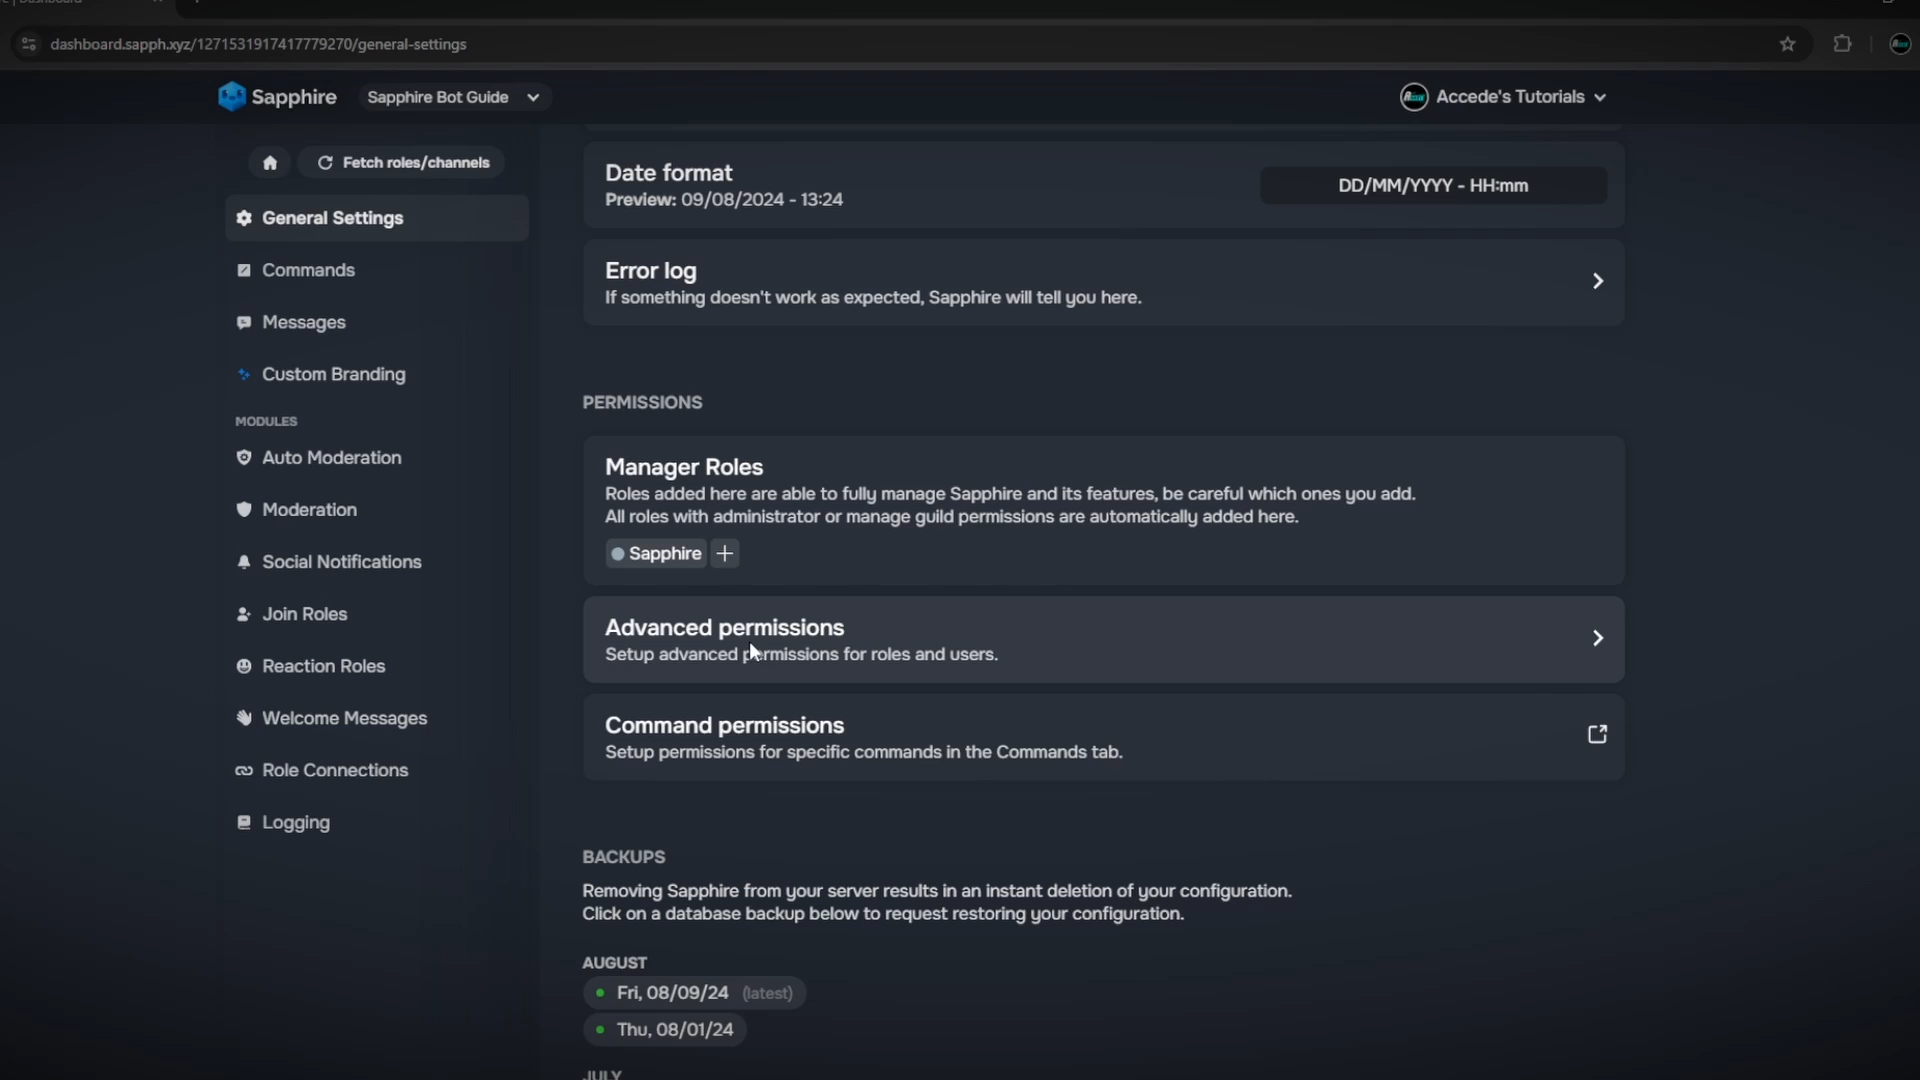 dashboard.sapph.xyz/1271531917417779270/general-settings
Sapphire
Sapphire Bot Guide
Accede's Tutorials
Fetch roles/channels
General Settings
Commands
Messages
Custom Branding
MODULES
Auto Moderation
Moderation
Social Notifications
Join Roles
Reaction Roles
Welcome Messages
Role Connections
Logging
Date format
Preview: 09/08/2024 - 13:24
DD/MM/YYYY - HH:mm
Error log
If something doesn't work as expected, Sapphire will tell you here.
PERMISSIONS
Manager Roles
Roles added here are able to fully manage Sapphire and its features, be careful which ones you add.
All roles with administrator or manage guild permissions are automatically added here.
Sapphire
Advanced permissions
Setup advanced permissions for roles and users.
Command permissions
Setup permissions for specific commands in the Commands tab.
BACKUPS
Removing Sapphire from your server results in an instant deletion of your configuration.
Click on a database backup below to request restoring your configuration.
AUGUST
Fri, 08/09/24 (latest)
Thu, 08/01/24
JULY